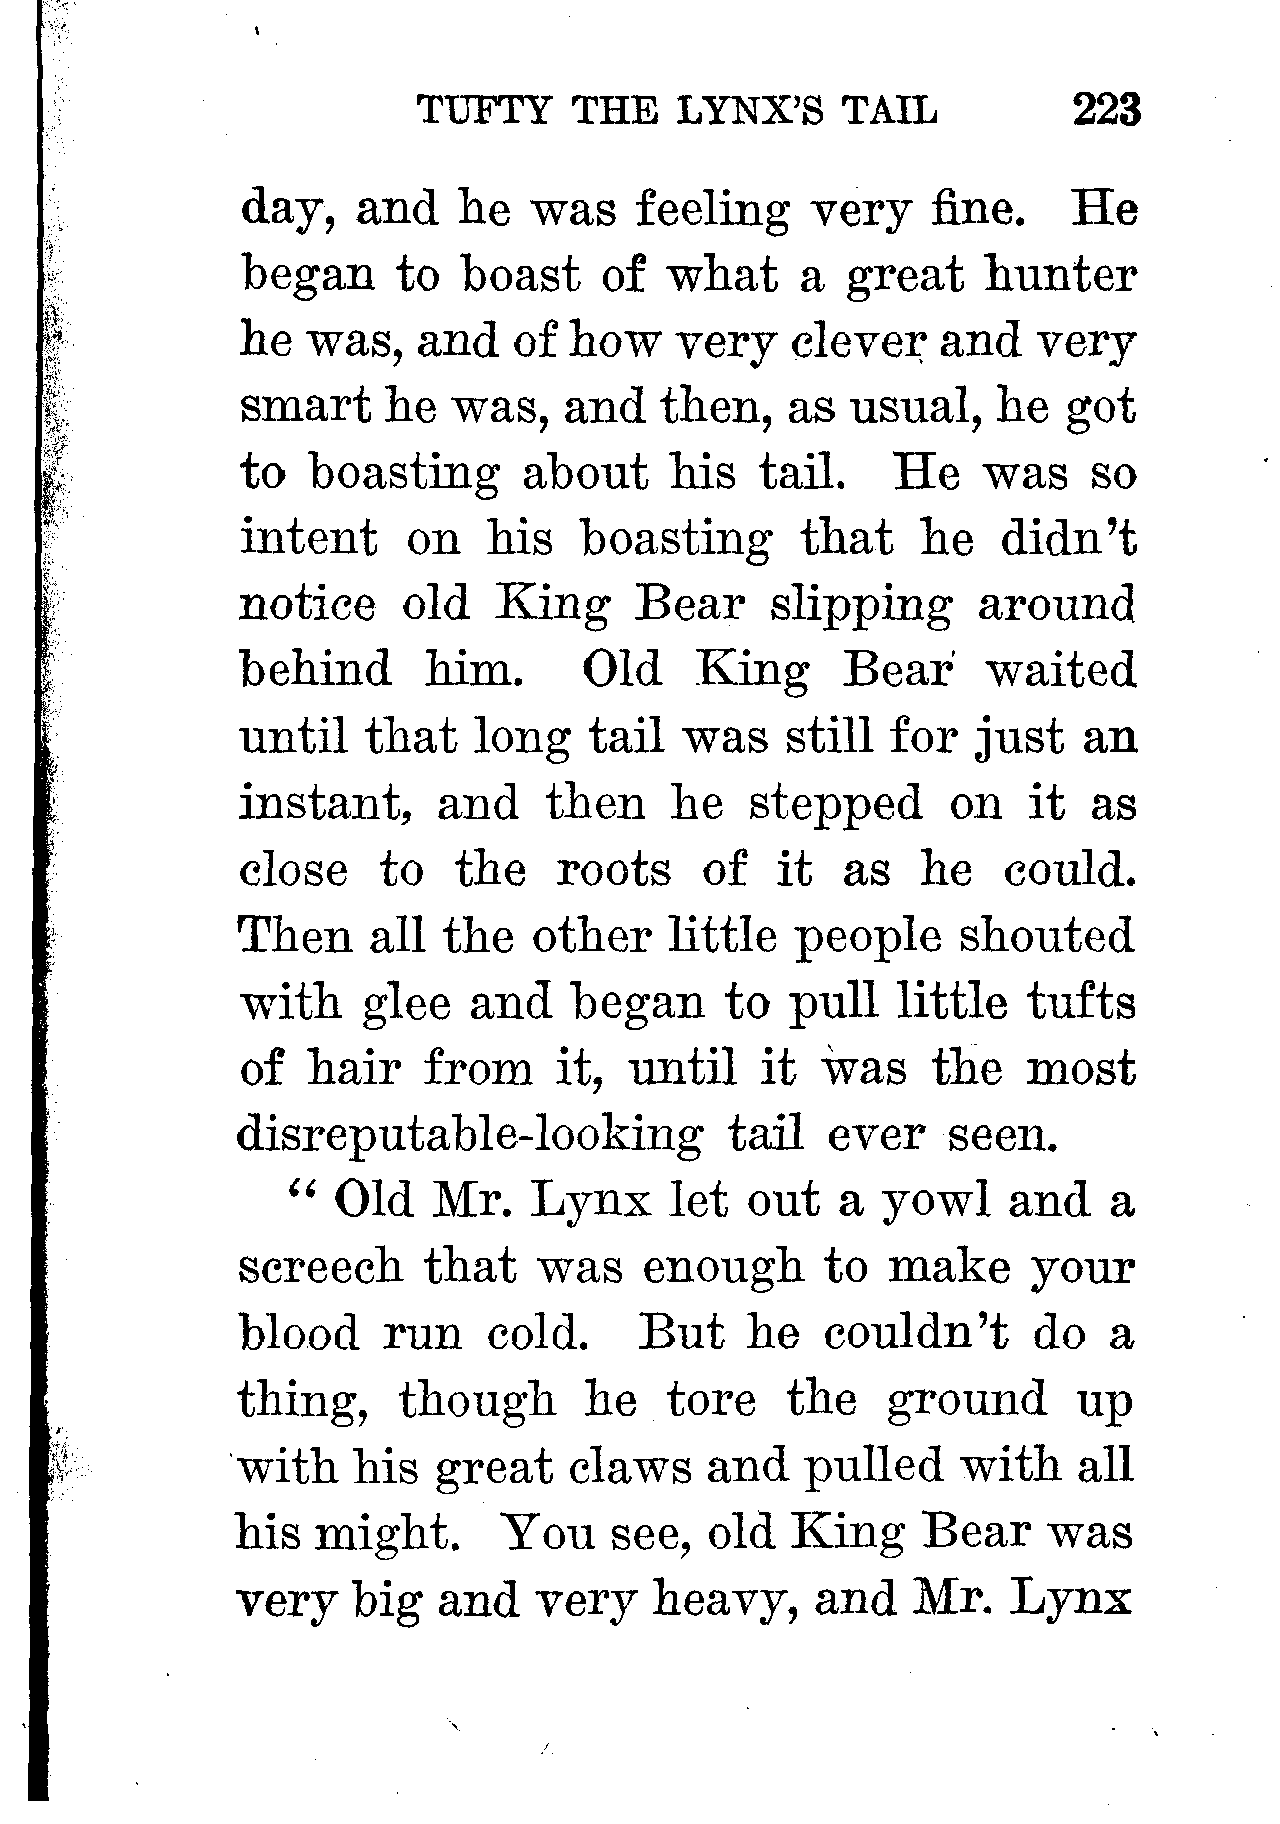 TUFTY THE LYNX'S TAIL 223
day, and he was feeling very fine. He
began to boast of what a great hunter
he was, and of how very clever and very
smart he was, and then, as usual, he got
to boasting about his tail. He was so
intent on his boasting that he didn't
notice old King Bear slipping around
behind him. Old King Bear waited
until that long tail was still for just an
instant, and then he stepped on it as
close to the roots of it as he could.
Then all the other little people shouted
with glee and began to pull little tufts
of hair from it, until it was the most
disreputable-looking tail ever seen.
“ Old Mr. Lynx let out a yowl and a
screech that was enough to make your
blood run cold. But he couldn't do a
thing, though he tore the ground up
with his great claws and pulled with all
his might. You see, old King Bear was
very big and very heavy, and Mr. Lynx